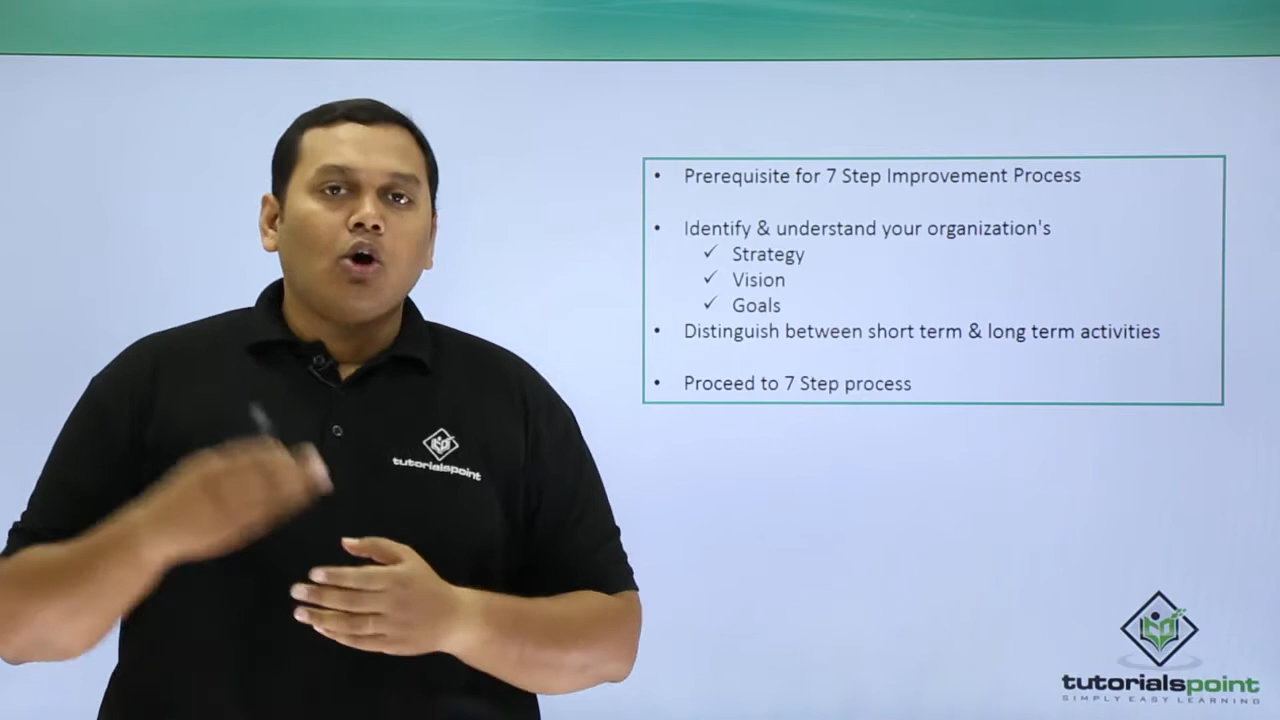 • Prerequisite for 7 Step Improvement Process
• Identify & understand your organization's
✓ Strategy
✓ Vision
✓ Goals
• Distinguish between short term & long term activities
• Proceed to 7 Step process
tutorialspoint
tutorialspoint
SIMPLY EASY LEARNING